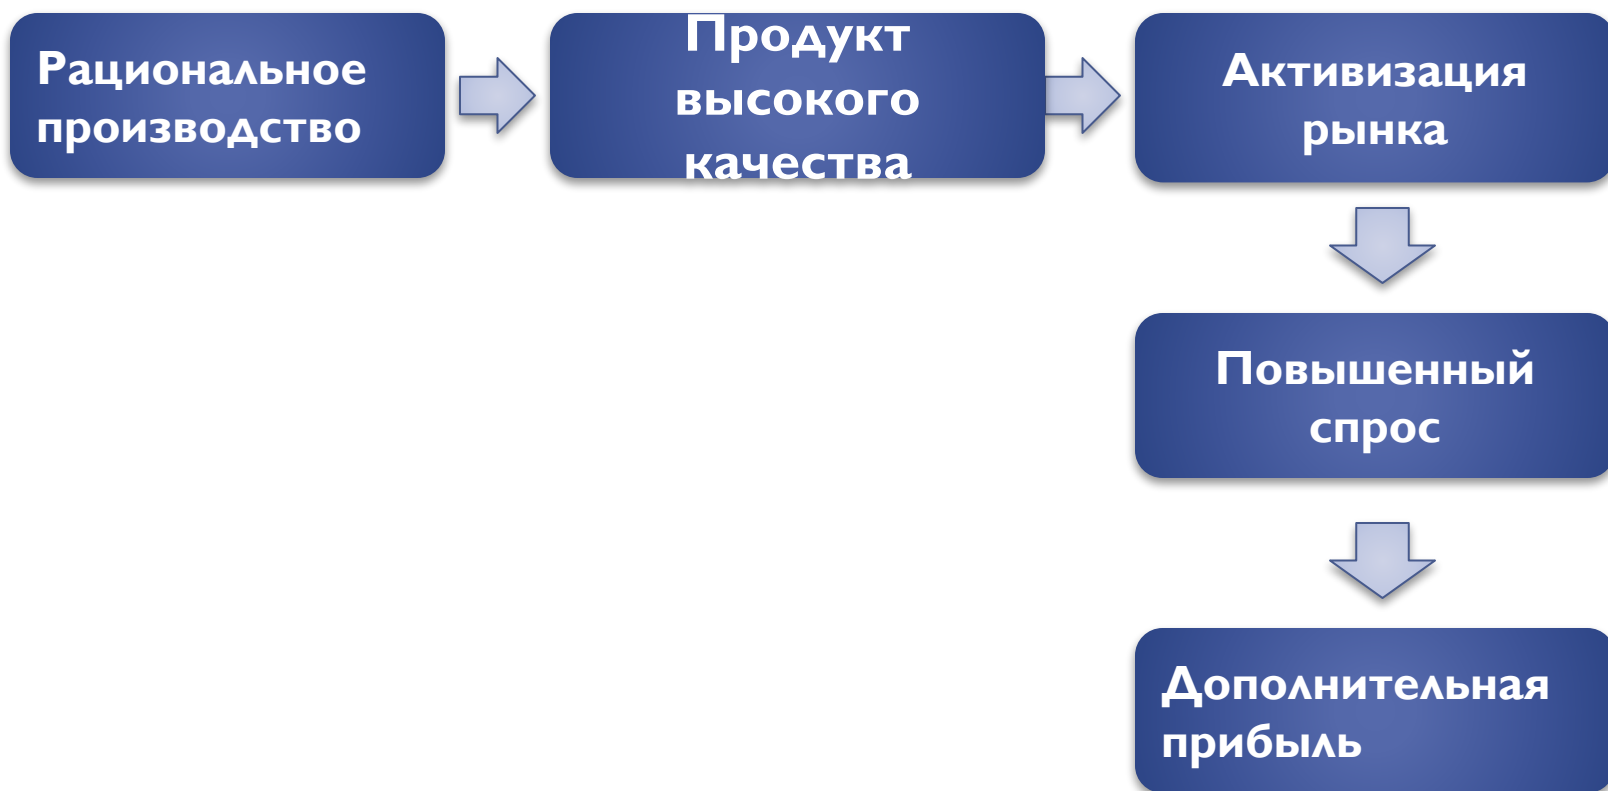 Рациональное
производство
Продукт
высокого
качества
Активизация
рынка
Повышенный
спрос
Дополнительная
прибыль